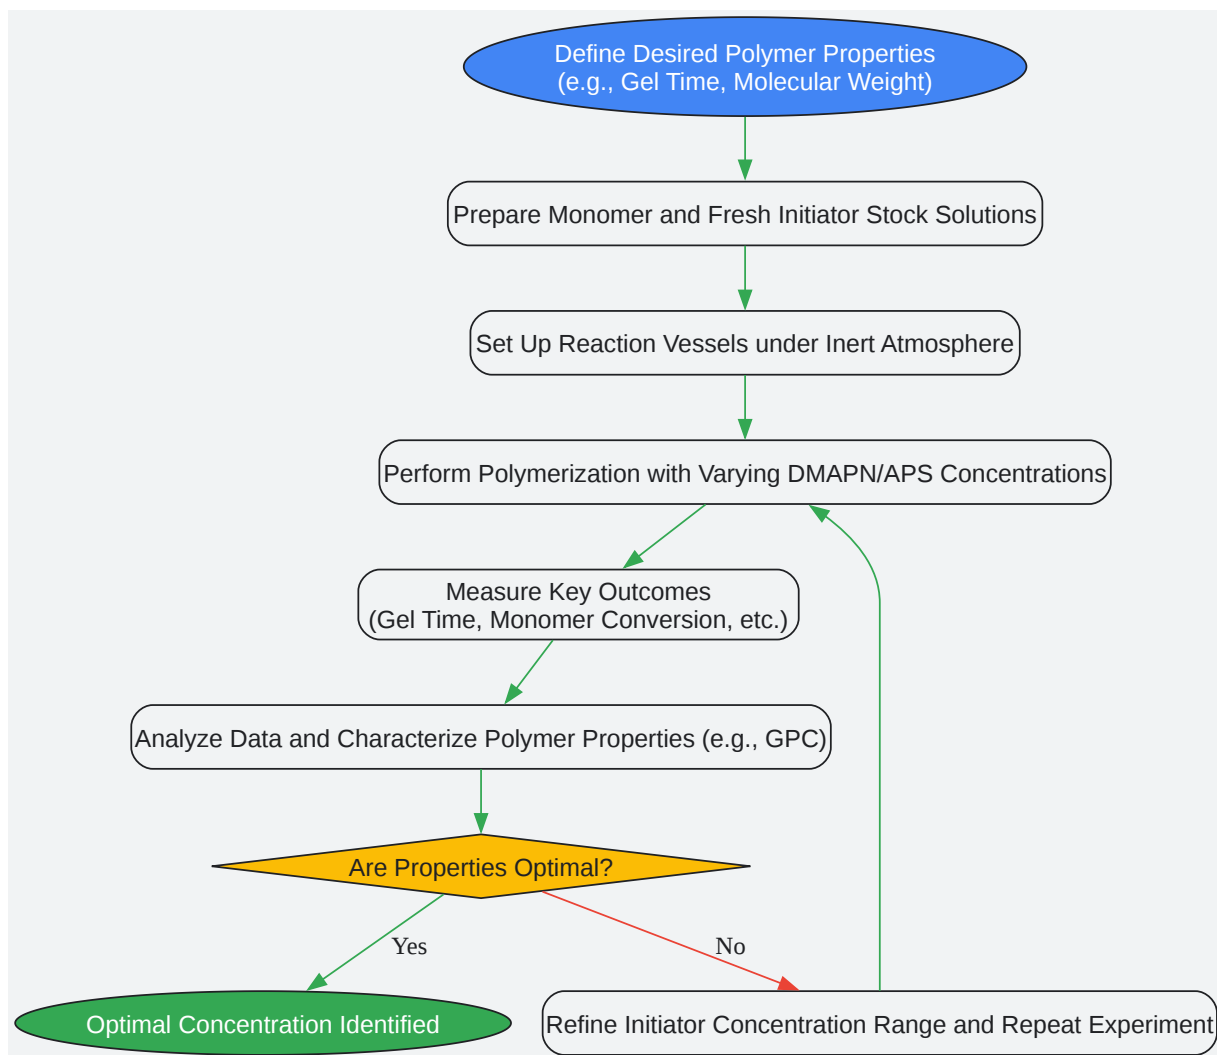 Define Desired Polymer Properties
(e.g., Gel Time, Molecular Weight)
Prepare Monomer and Fresh Initiator Stock Solutions
Set Up Reaction Vessels under Inert Atmosphere
Perform Polymerization with Varying DMAPN/APS Concentrations
Measure Key Outcomes
(Gel Time, Monomer Conversion, etc.)
Analyze Data and Characterize Polymer Properties (e.g., GPC)
Are Properties Optimal?
Yes
No
Optimal Concentration Identified
Refine Initiator Concentration Range and Repeat Experiment